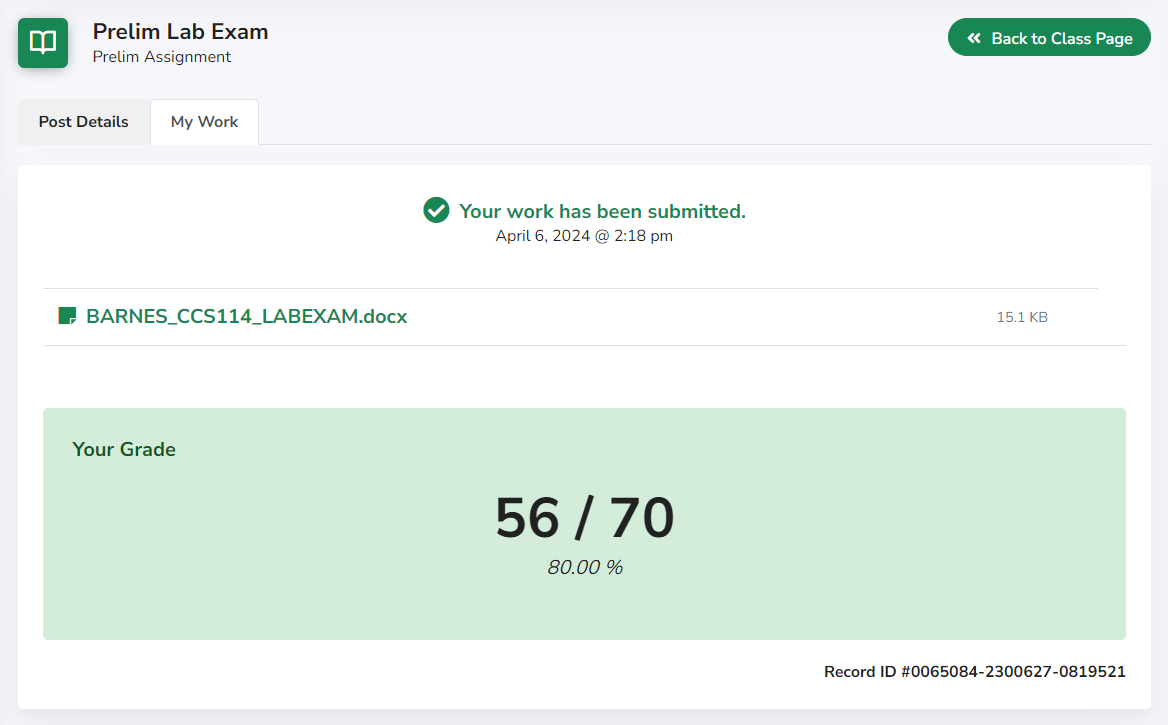 Prelim Lab Exam
Prelim Assignment
Back to Class Page
Post Details
My Work
Your work has been submitted.
April 6, 2024 @ 2:18 pm
BARNES_CCS114_LABEXAM.docx
15.1 KB
Your Grade
56 / 70
80.00 %
Record ID #0065084-2300627-0819521